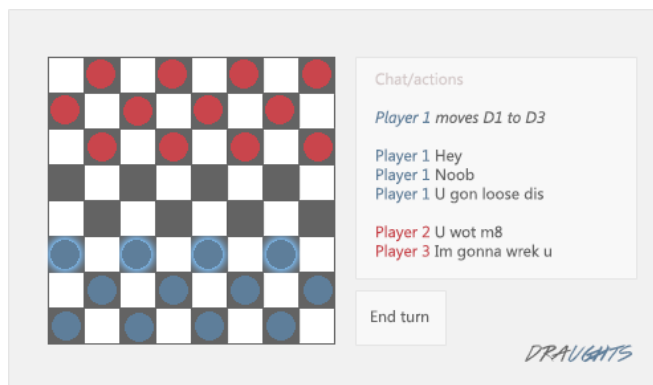 Chat/actions
Player 1 moves D1 to D3
Player 1 Hey
Player 1 Noob
Player 1 U gon loose dis
Player 2 U wot m8
Player 3 Im gonna wrek u
End turn
DRAUGHTS